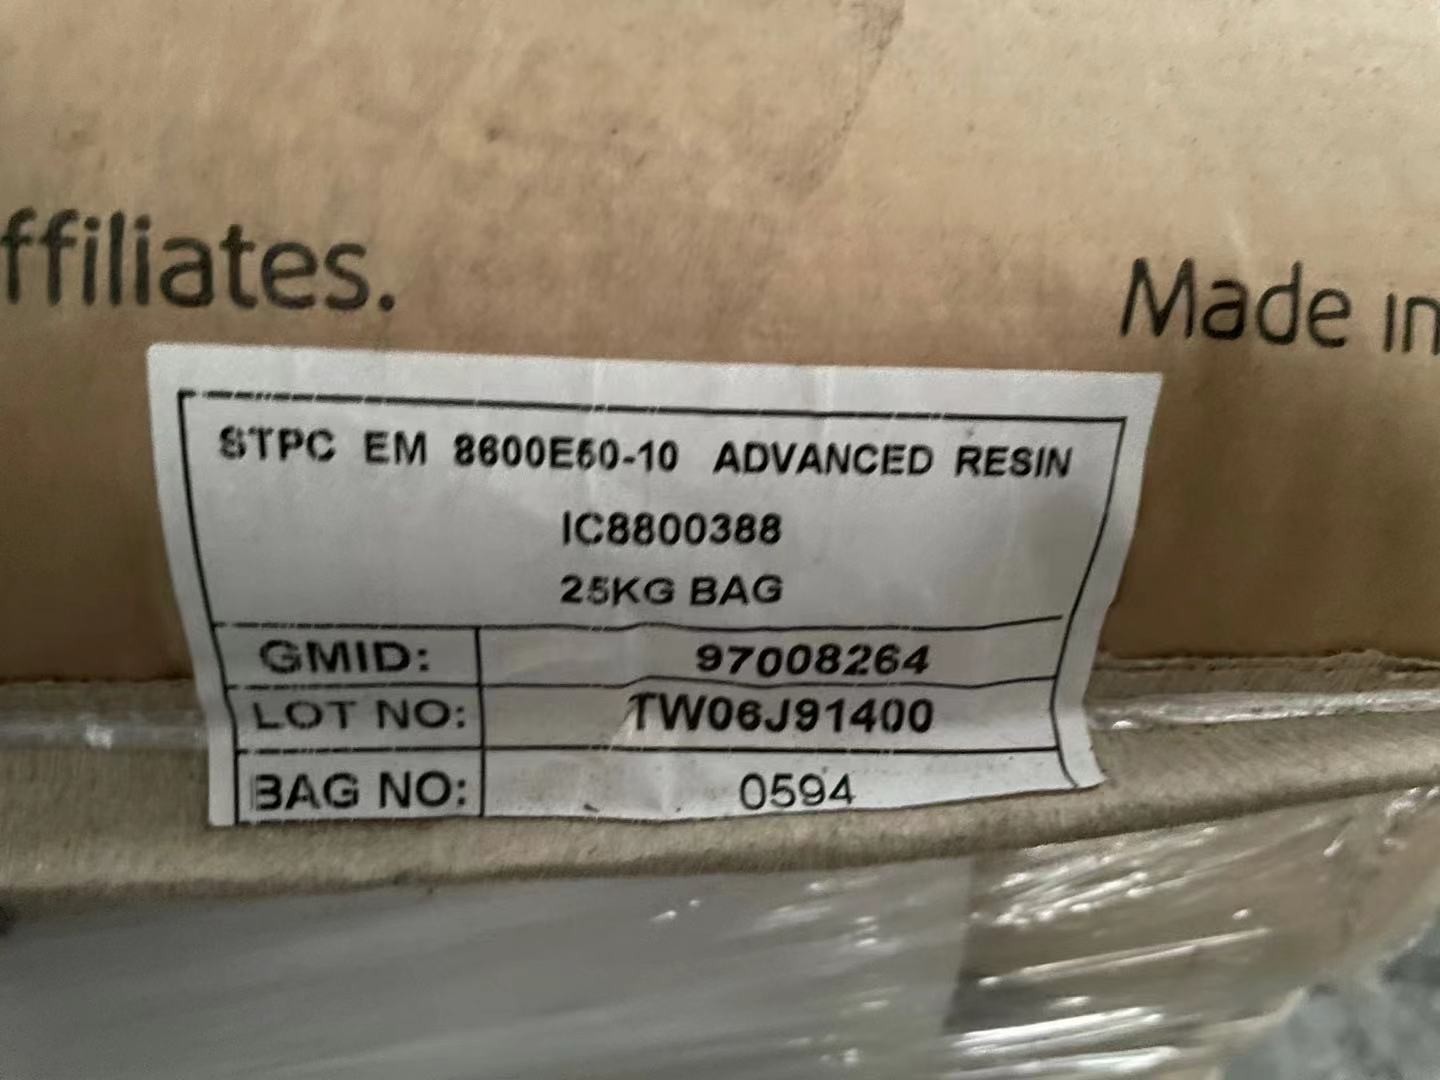 ffiliates.
Made in
STPC EM 8600E50-10 ADVANCED RESIN
IC8800388
25KG BAG
GMID: 97008264
LOT NO: TW06J91400
BAG NO: 0594